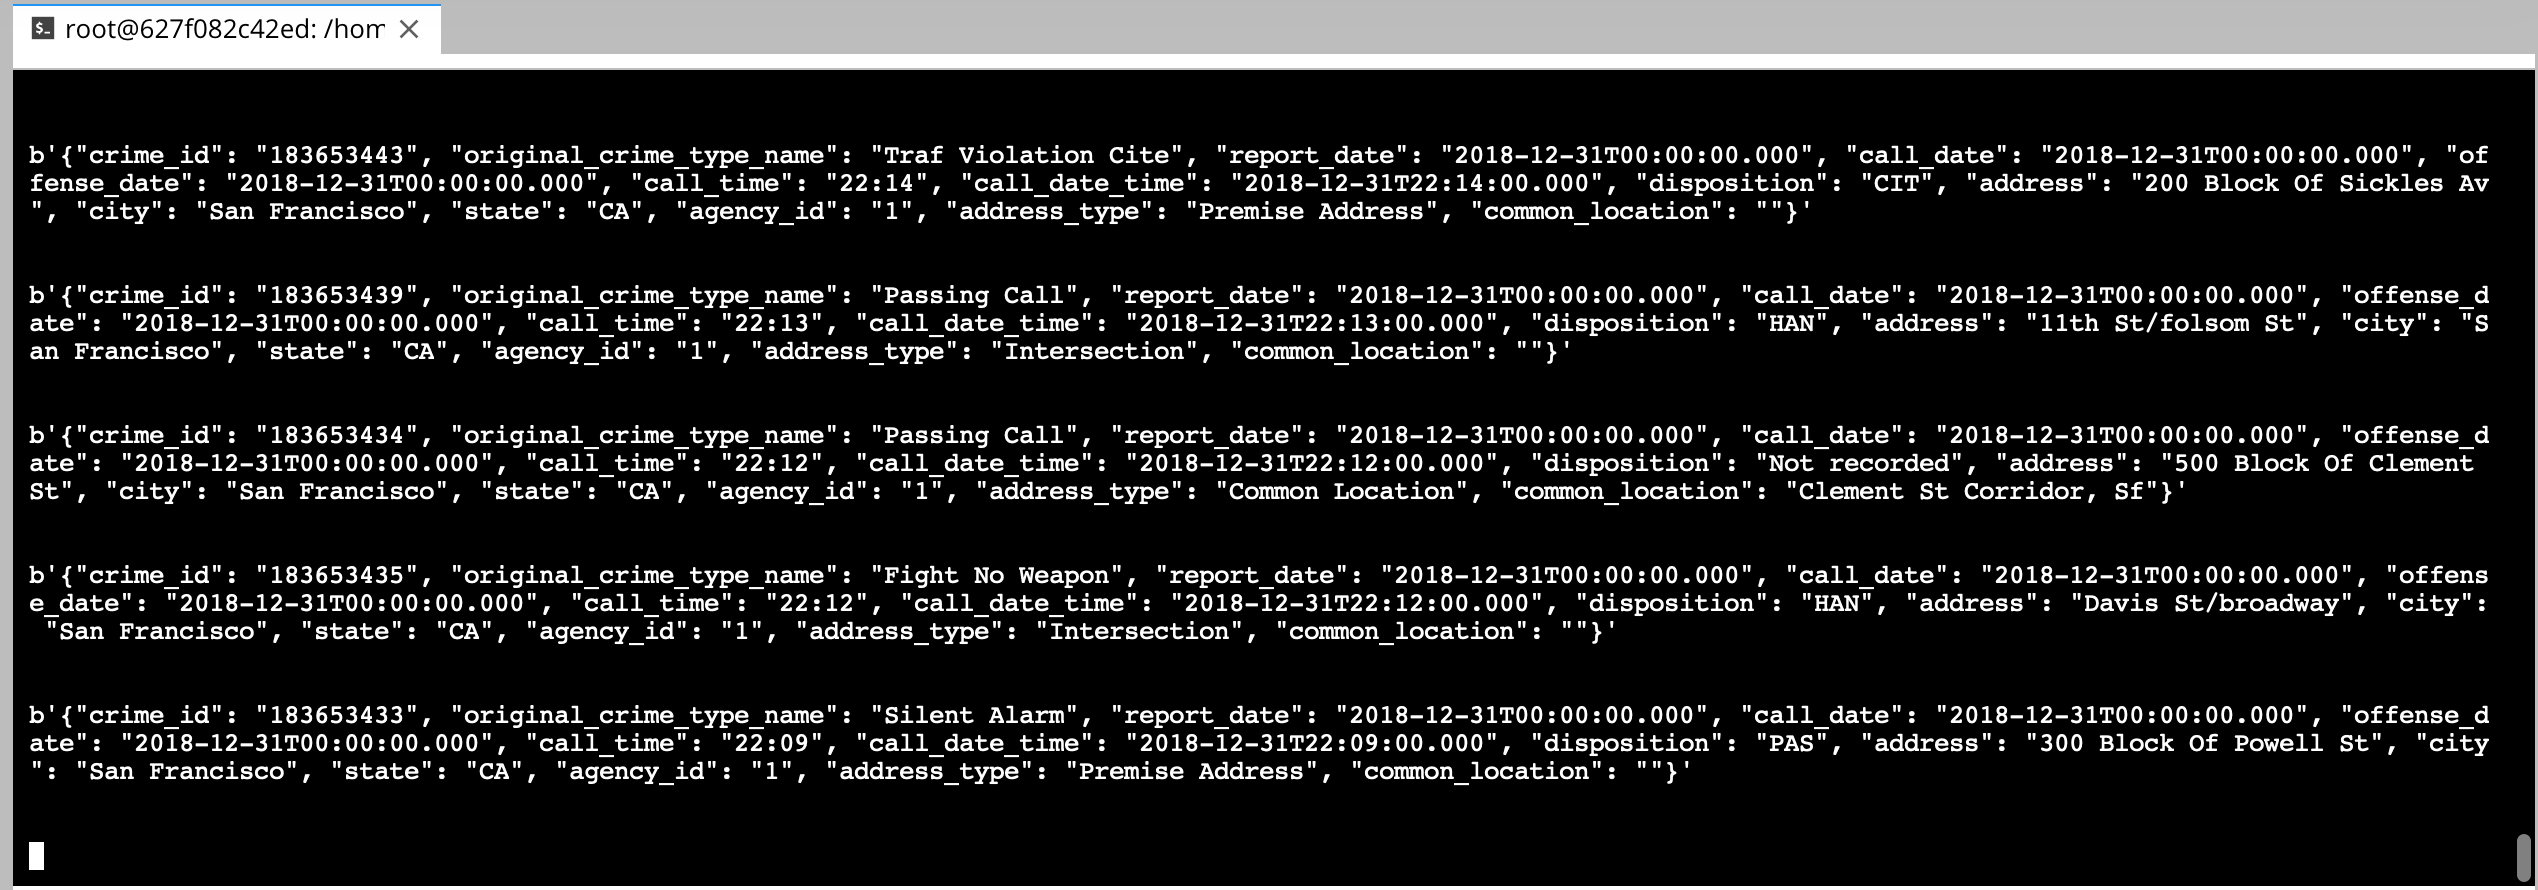 root@627f082c42ed: /hom
b'{"crime_id": "183653443", "original_crime_type_name": "Traf Violation Cite", "report_date": "2018-12-31T00:00:00.000", "call_date": "2018-12-31T00:00:00.000", "of
fense_date": "2018-12-31T00:00:00.000", "call_time": "22:14", "call_date_time": "2018-12-31T22:14:00.000", "disposition": "CIT", "address": "200 Block Of Sickles Av
", "city": "San Francisco", "state": "CA", "agency_id": "1", "address_type": "Premise Address", "common_location": ""}'
b'{"crime_id": "183653439", "original_crime_type_name": "Passing Call", "report_date": "2018-12-31T00:00:00.000", "call_date": "2018-12-31T00:00:00.000", "offense_d
ate": "2018-12-31T00:00:00.000", "call_time": "22:13", "call_date_time": "2018-12-31T22:13:00.000", "disposition": "HAN", "address": "11th St/folsom St", "city": "S
an Francisco", "state": "CA", "agency_id": "1", "address_type": "Intersection", "common_location": ""}'
b'{"crime_id": "183653434", "original_crime_type_name": "Passing Call", "report_date": "2018-12-31T00:00:00.000", "call_date": "2018-12-31T00:00:00.000", "offense_d
ate": "2018-12-31T00:00:00.000", "call_time": "22:12", "call_date_time": "2018-12-31T22:12:00.000", "disposition": "Not recorded", "address": "500 Block Of Clement
St", "city": "San Francisco", "state": "CA", "agency_id": "1", "address_type": "Common Location", "common_location": "Clement St Corridor, Sf"}'
b'{"crime_id": "183653435", "original_crime_type_name": "Fight No Weapon", "report_date": "2018-12-31T00:00:00.000", "call_date": "2018-12-31T00:00:00.000", "offens
e_date": "2018-12-31T00:00:00.000", "call_time": "22:12", "call_date_time": "2018-12-31T22:12:00.000", "disposition": "HAN", "address": "Davis St/broadway", "city":
 "San Francisco", "state": "CA", "agency_id": "1", "address_type": "Intersection", "common_location": ""}'
b'{"crime_id": "183653433", "original_crime_type_name": "Silent Alarm", "report_date": "2018-12-31T00:00:00.000", "call_date": "2018-12-31T00:00:00.000", "offense_d
ate": "2018-12-31T00:00:00.000", "call_time": "22:09", "call_date_time": "2018-12-31T22:09:00.000", "disposition": "PAS", "address": "300 Block Of Powell St", "city
": "San Francisco", "state": "CA", "agency_id": "1", "address_type": "Premise Address", "common_location": ""}'